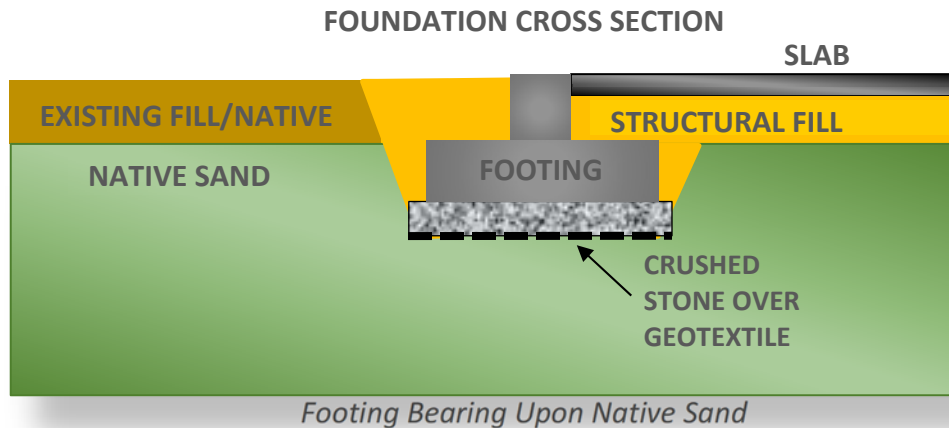 FOUNDATION CROSS SECTION
SLAB
EXISTING FILL/NATIVE
STRUCTURAL FILL
NATIVE SAND
FOOTING
CRUSHED
STONE OVER
GEOTEXTILE
Footing Bearing Upon Native Sand